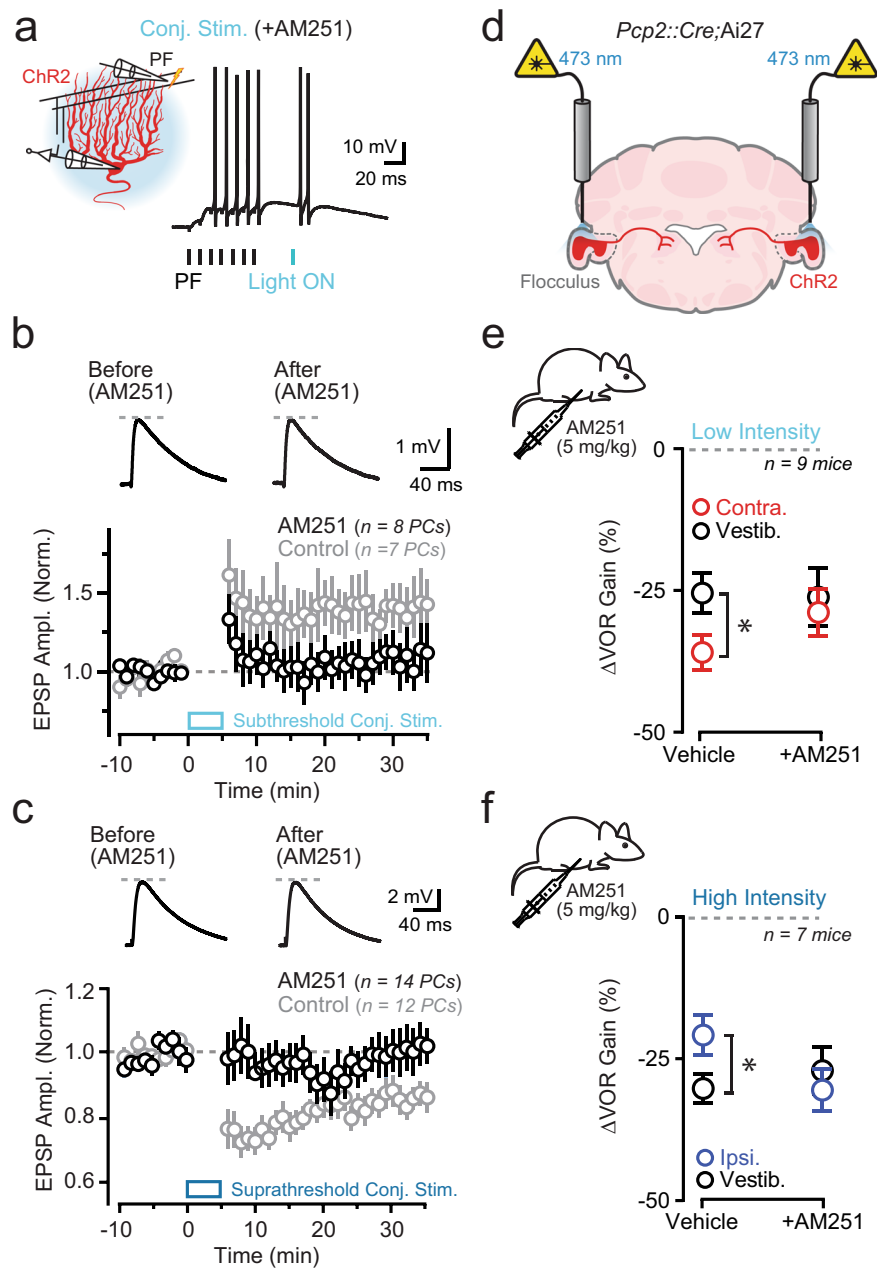 a
Conj. Stim. (+AM251)
PF
ChR2
10 mV
20 ms
PF
Light ON
b
Before
(AM251)
After
(AM251)
1 mV
40 ms
AM251 (n = 8 PCs)
Control (n =7 PCs)
EPSP Ampl. (Norm.)
1.5
1.0
Subthreshold Conj. Stim.
-10
0
10
20
30
Time (min)
c
Before
(AM251)
After
(AM251)
2 mV
40 ms
AM251 (n = 14 PCs)
Control (n = 12 PCs)
EPSP Ampl. (Norm.)
1.2
1.0
0.8
0.6
Suprathreshold Conj. Stim.
-10
0
10
20
30
Time (min)
d
Pcp2::Cre;Ai27
473 nm
473 nm
Flocculus
ChR2
e
AM251
(5 mg/kg)
Low Intensity
n = 9 mice
Contra.
Vestib.
ΔVOR Gain (%)
0
-25
-50
*
Vehicle
+AM251
f
AM251
(5 mg/kg)
High Intensity
n = 7 mice
ΔVOR Gain (%)
0
-25
-50
*
Ipsi.
Vestib.
Vehicle
+AM251